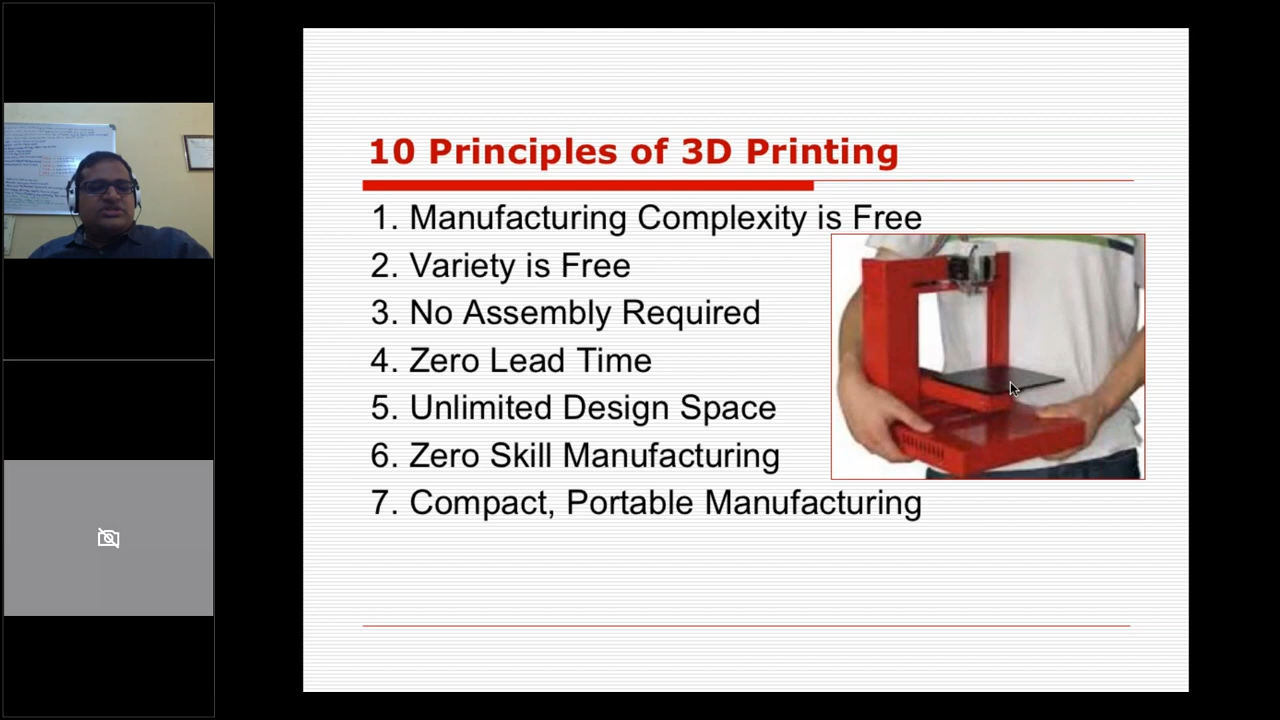 10 Principles of 3D Printing
1. Manufacturing Complexity is Free
2. Variety is Free
3. No Assembly Required
4. Zero Lead Time
5. Unlimited Design Space
6. Zero Skill Manufacturing
7. Compact, Portable Manufacturing